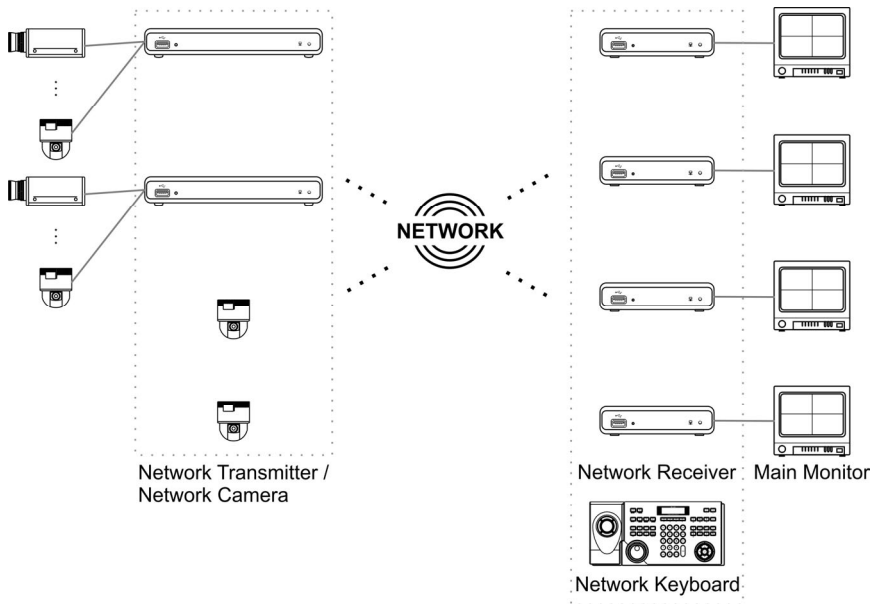 NETWORK
Network Transmitter /
Network Camera
Network Receiver
Main Monitor
Network Keyboard